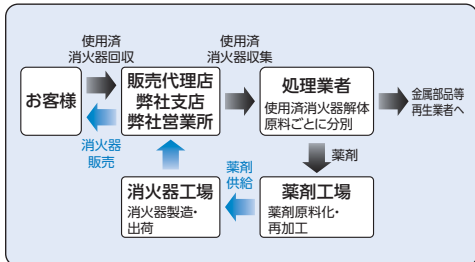 使用済
消火器回収
使用済
消火器収集
お客様
販売代理店
弊社支店
弊社営業所
処理業者
使用済消火器解体
原料ごとに分別
金属部品等
再生業者へ
消火器
販売
薬剤
薬剤
供給
消火器工場
消火器製造・
出荷
薬剤工場
薬剤原料化・
再加工